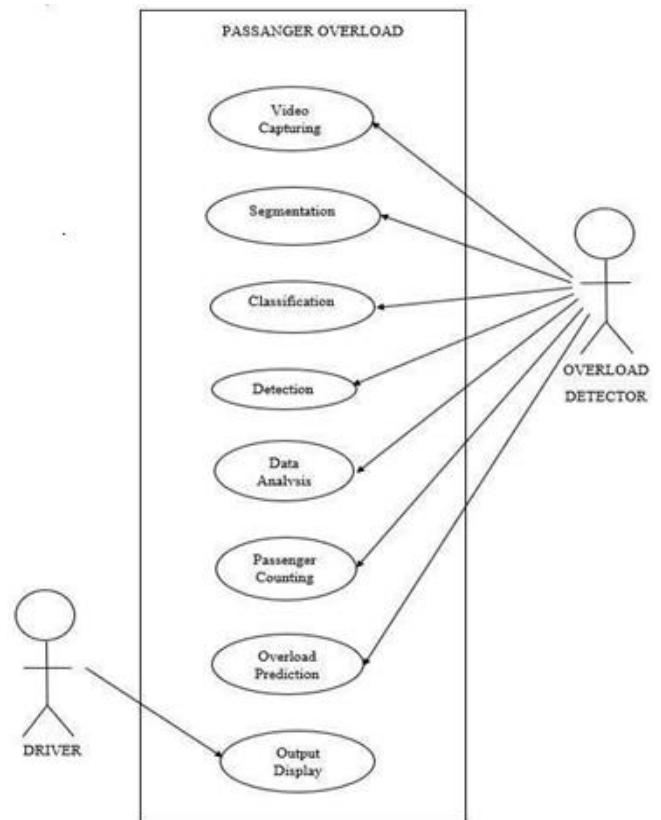 PASSANGER OVERLOAD
Video
Capturing
Segmentation
Classification
Detection
Data
Analysis
Passenger
Counting
Overload
Prediction
Output
Display
OVERLOAD
DETECTOR
DRIVER